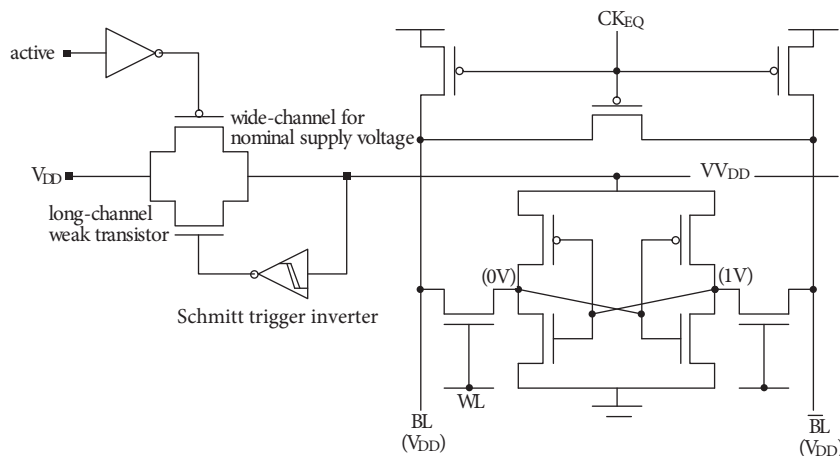 CK_EQ
active
wide-channel for
nominal supply voltage
V_DD
VV_DD
long-channel
weak transistor
(0V)
(1V)
Schmitt trigger inverter
WL
BL
(V_DD)
B̅L̅
(V_DD)